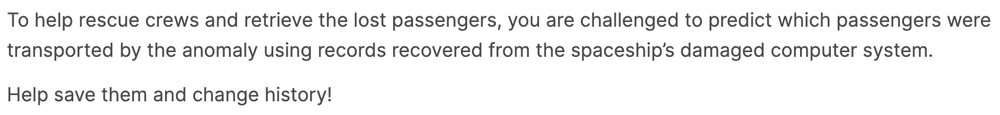 To help rescue crews and retrieve the lost passengers, you are challenged to predict which passengers were
transported by the anomaly using records recovered from the spaceship’s damaged computer system.
Help save them and change history!